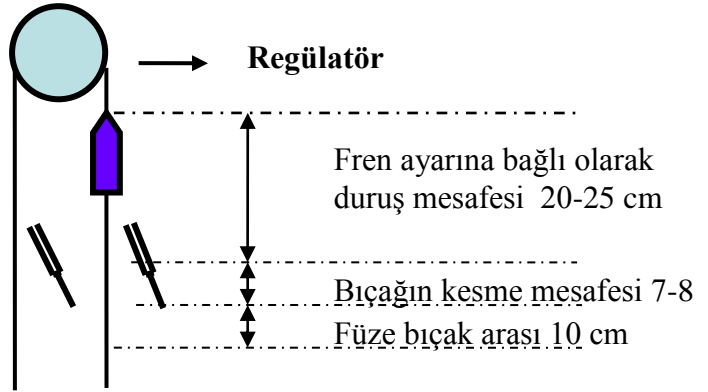 Regülatör
Fren ayarına bağlı olarak
duruş mesafesi 20-25 cm
Bıçağın kesme mesafesi 7-8
Füze bıçak arası 10 cm